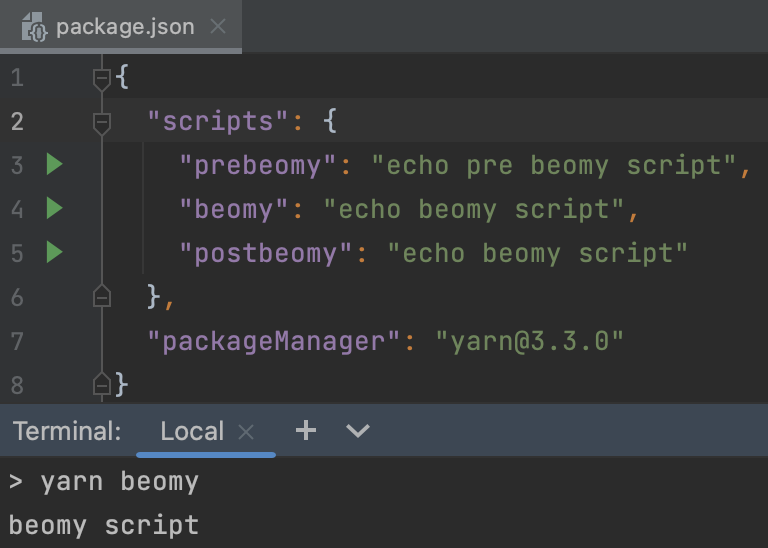 package.json
1 {
2 "scripts": {
3 "prebeomy": "echo pre beomy script",
4 "beomy": "echo beomy script",
5 "postbeomy": "echo beomy script"
6 },
7 "packageManager": "yarn@3.3.0"
8 }
Terminal: Local
> yarn beomy
beomy script